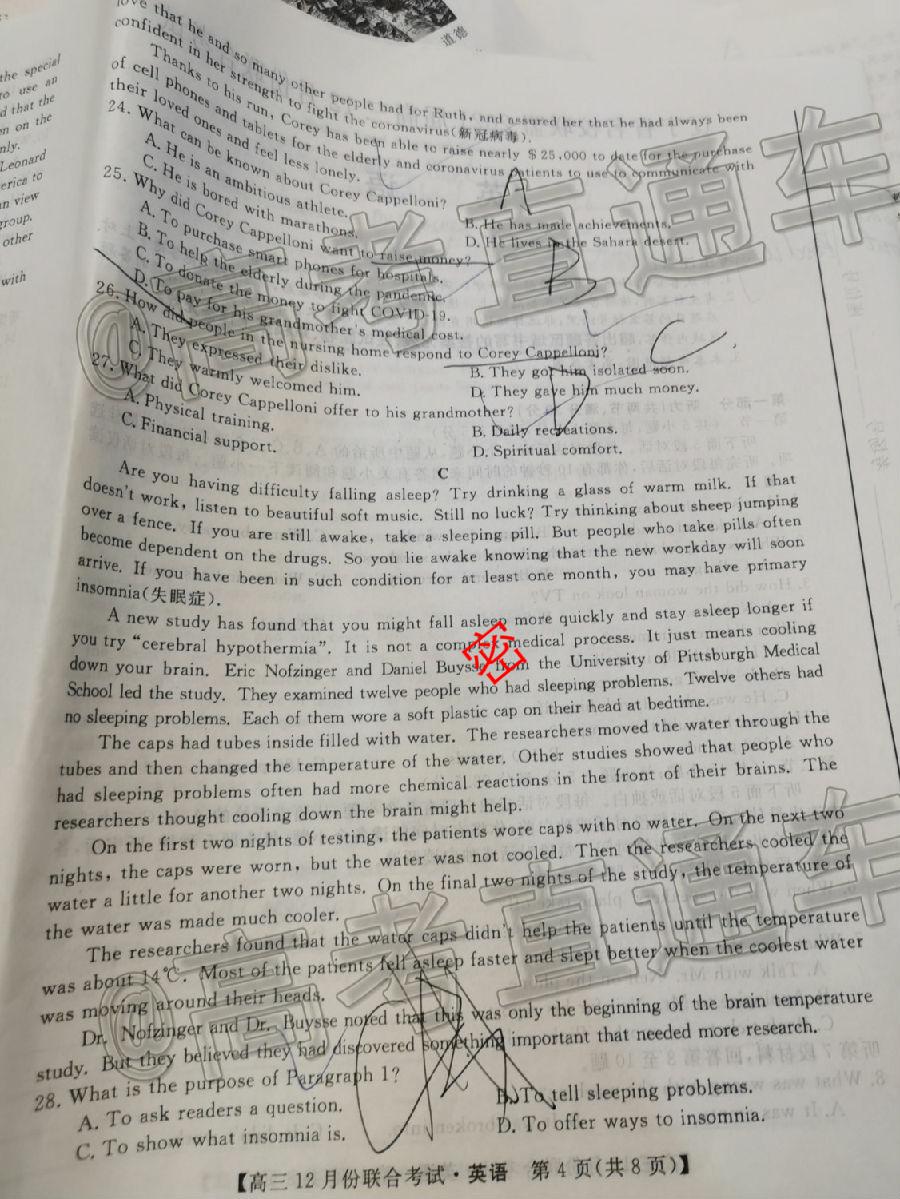 道德
the special
to use an
d that the
en on the
nly.
Leonard
erice to
an view
group.
other
with
love that he and so many other people had for Ruth, and assured her that he had always been
confident in her strength to fight the coronavirus(新冠病毒).
Thanks to his run, Corey has been able to raise nearly $25,000 to date for the purchase
of cell phones and tablets for the elderly and coronavirus patients to use to communicate with
their loved ones and feel less lonely.
24. What can be known about Corey Cappelloni?
A. He is an ambitious athlete.
B. He has made achievements.
C. He is bored with marathons.
D. He lives in the Sahara desert.
25. Why did Corey Cappelloni want to raise money?
A. To purchase smart phones for hospitals.
B. To help the elderly during the pandemic.
C. To donate the money to fight COVID-19.
D. To pay for his grandmother's medical cost.
26. How did people in the nursing home respond to Corey Cappelloni?
A. They expressed their dislike.
B. They got him isolated soon.
C. They warmly welcomed him.
D. They gave him much money.
27. What did Corey Cappelloni offer to his grandmother?
A. Physical training.
B. Daily recreations.
C. Financial support.
D. Spiritual comfort.
A
B
C
D
C
Are you having difficulty falling asleep? Try drinking a glass of warm milk. If that
doesn't work, listen to beautiful soft music. Still no luck? Try thinking about sheep jumping
over a fence. If you are still awake, take a sleeping pill. But people who take pills often
become dependent on the drugs. So you lie awake knowing that the new workday will soon
arrive. If you have been in such condition for at least one month, you may have primary
insomnia(失眠症).
A new study has found that you might fall asleep more quickly and stay asleep longer if
you try "cerebral hypothermia". It is not a complex medical process. It just means cooling
down your brain. Eric Nofzinger and Daniel Buysse from the University of Pittsburgh Medical
School led the study. They examined twelve people who had sleeping problems. Twelve others had
no sleeping problems. Each of them wore a soft plastic cap on their head at bedtime.
The caps had tubes inside filled with water. The researchers moved the water through the
tubes and then changed the temperature of the water. Other studies showed that people who
had sleeping problems often had more chemical reactions in the front of their brains. The
researchers thought cooling down the brain might help.
On the first two nights of testing, the patients wore caps with no water. On the next two
nights, the caps were worn, but the water was not cooled. Then the researchers cooled the
water a little for another two nights. On the final two nights of the study, the temperature of
the water was made much cooler.
The researchers found that the water caps didn't help the patients until the temperature
was about 14℃. Most of the patients fell asleep faster and slept better when the coolest water
was moving around their heads.
Dr. Nofzinger and Dr. Buysse noted that this was only the beginning of the brain temperature
study. But they believed they had discovered something important that needed more research.
28. What is the purpose of Paragraph 1?
A. To ask readers a question.
B. To tell sleeping problems.
C. To show what insomnia is.
D. To offer ways to insomnia.
【高三12月份联合考试·英语 第4页(共8页)】
@高考直通车
@高考直通车
密